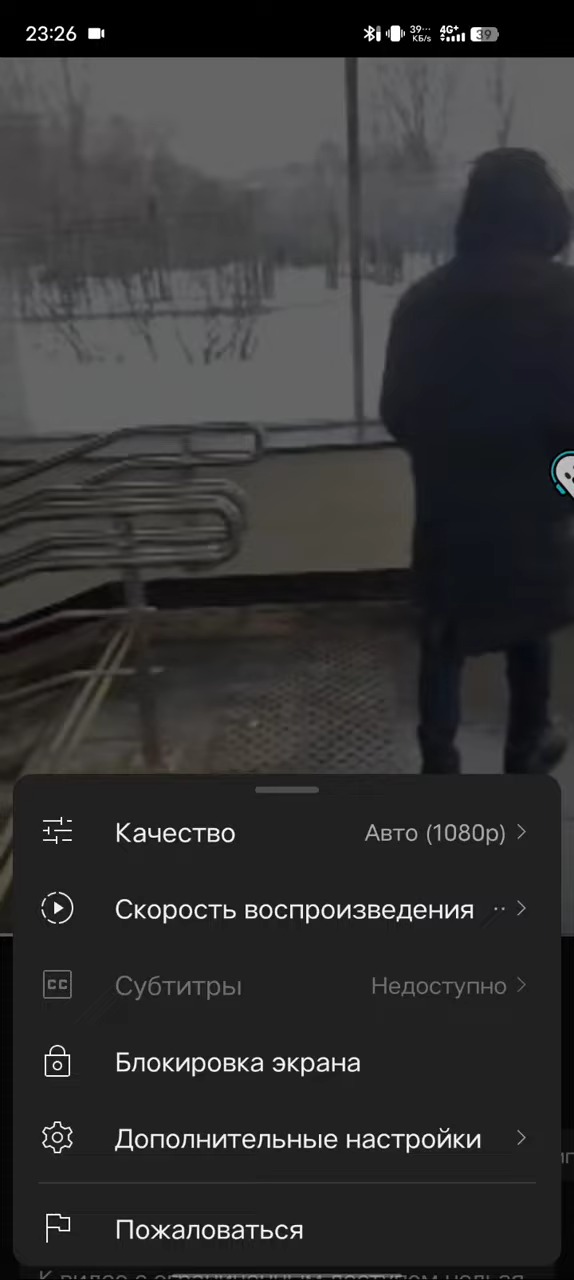 23:26
39...
КБ/s
4G+
39
Качество
Авто (1080p)
Скорость воспроизведения
Субтитры
Недоступно
Блокировка экрана
Дополнительные настройки
Пожаловаться